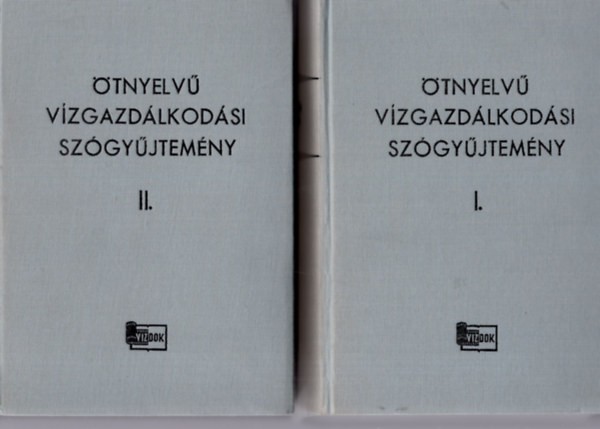 ÖTNYELVŰ
VÍZGAZDÁLKODÁSI
SZÓGYŰJTEMÉNY
II.
VIZDOK
ÖTNYELVŰ
VÍZGAZDÁLKODÁSI
SZÓGYŰJTEMÉNY
I.
VIZDOK